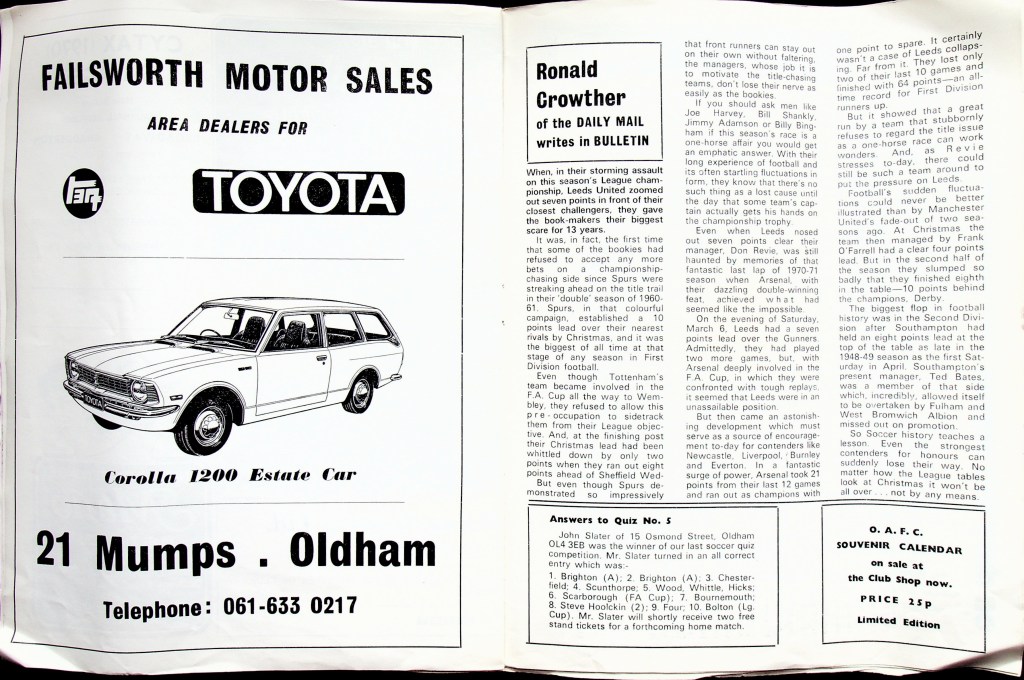 FAILSWORTH MOTOR SALES
AREA DEALERS FOR
TOYOTA
TOYOTA
Corolla 1200 Estate Car
21 Mumps . Oldham
Telephone: 061-633 0217
Ronald
Crowther
of the DAILY MAIL
writes in BULLETIN
When, in their storming assault
on this season's League cham-
pionship, Leeds United zoomed
out seven points in front of their
closest challengers, they gave
the book-makers their biggest
scare for 13 years.
It was, in fact, the first time
that some of the bookies had
refused to accept any more
bets on a championship-
chasing side since Spurs were
streaking ahead on the title trail
in their 'double' season of 1960-
61. Spurs, in that colourful
campaign, established a 10
points lead over their nearest
rivals by Christmas, and it was
the biggest of all time at that
stage of any season in First
Division football.
Even though Tottenham's
team became involved in the
F.A. Cup all the way to Wem-
bley, they refused to allow this
pre-occupation to sidetrack
them from their League objec-
tive. And, at the finishing post
their Christmas lead had been
whittled down by only two
points when they ran out eight
points ahead of Sheffield Wed-
But even though Spurs de-
monstrated so impressively
that front runners can stay out
on their own without faltering,
the managers, whose job it is
to motivate the title-chasing
teams, don't lose their nerve as
easily as the bookies.
If you should ask men like
Joe Harvey, Bill Shankly,
Jimmy Adamson or Billy Bing-
ham if this season's race is a
one-horse affair you would get
an emphatic answer. With their
long experience of football and
its often startling fluctuations in
form, they know that there's no
such thing as a lost cause until
the day that some team's cap-
tain actually gets his hands on
the championship trophy.
Even when Leeds nosed
out seven points clear their
manager, Don Revie, was still
haunted by memories of that
fantastic last lap of 1970-71
season when Arsenal, with
their dazzling double-winning
feat, achieved what had
seemed like the impossible.
On the evening of Saturday,
March 6, Leeds had a seven
points lead over the Gunners.
Admittedly, they had played
two more games, but, with
Arsenal deeply involved in the
F.A. Cup, in which they were
confronted with tough replays,
it seemed that Leeds were in an
unassailable position.
But then came an astonish-
ing development which must
serve as a source of encourage-
ment to-day for contenders like
Newcastle, Liverpool, Burnley
and Everton. In a fantastic
surge of power, Arsenal took 21
points from their last 12 games
and ran out as champions with
one point to spare. It certainly
wasn't a case of Leeds collaps-
ing. Far from it. They lost only
two of their last 10 games and
finished with 64 points—an all-
time record for First Division
runners up.
But it showed that a great
run by a team that stubbornly
refuses to regard the title issue
as a one-horse race can work
wonders. And, as Revie
stresses to-day, there could
still be such a team around to
put the pressure on Leeds.
Football's sudden fluctua-
tions could never be better
illustrated than by Manchester
United's fade-out of two sea-
sons ago. At Christmas the
team then managed by Frank
O'Farrell had a clear four points
lead. But in the second half of
the season they slumped so
badly that they finished eighth
in the table—10 points behind
the champions, Derby.
The biggest flop in football
history was in the Second Divi-
sion after Southampton had
held an eight points lead at the
top of the table as late in the
1948-49 season as the first Sat-
urday in April. Southampton's
present manager, Ted Bates,
was a member of that side
which, incredibly, allowed itself
to be overtaken by Fulham and
West Bromwich Albion and
missed out on promotion.
So Soccer history teaches a
lesson. Even the strongest
contenders for honours can
suddenly lose their way. No
matter how the League tables
look at Christmas it won't be
all over . . . not by any means.
Answers to Quiz No. 5
John Slater of 15 Osmond Street, Oldham
OL4 3EB was the winner of our last soccer quiz
competition. Mr. Slater turned in an all correct
entry which was:-
1. Brighton (A); 2. Brighton (A); 3. Chester-
field; 4. Scunthorpe; 5. Wood, Whittle, Hicks;
6. Scarborough (FA Cup); 7. Bournemouth;
8. Steve Hoolckin (2); 9. Four; 10. Bolton (Lg.
Cup). Mr. Slater will shortly receive two free
stand tickets for a forthcoming home match.
O. A. F. C.
SOUVENIR CALENDAR
on sale at
the Club Shop now.
PRICE 25p
Limited Edition